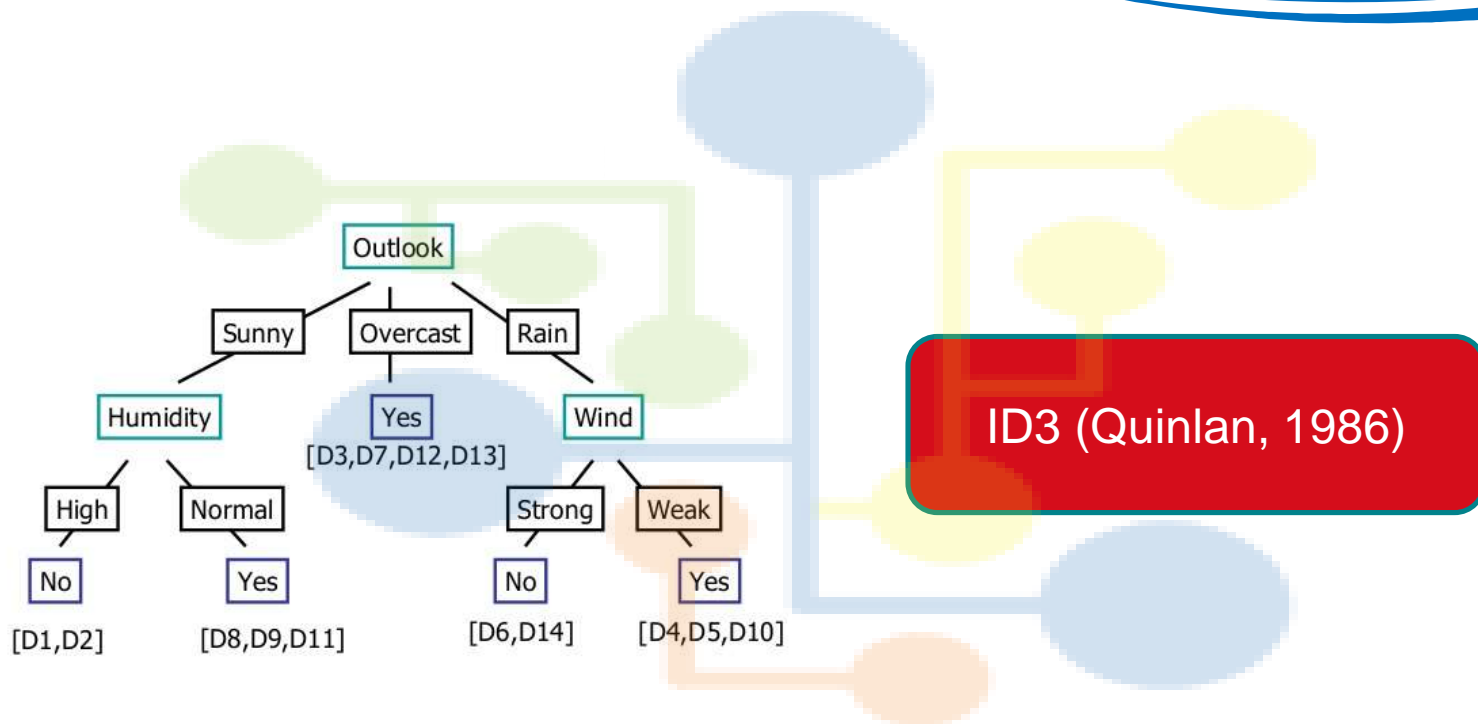 Outlook
Sunny Overcast Rain
Humidity Yes Wind
[D3,D7,D12,D13]
High Normal Strong Weak
No Yes No Yes
[D1,D2] [D8,D9,D11] [D6,D14] [D4,D5,D10]
ID3 (Quinlan, 1986)